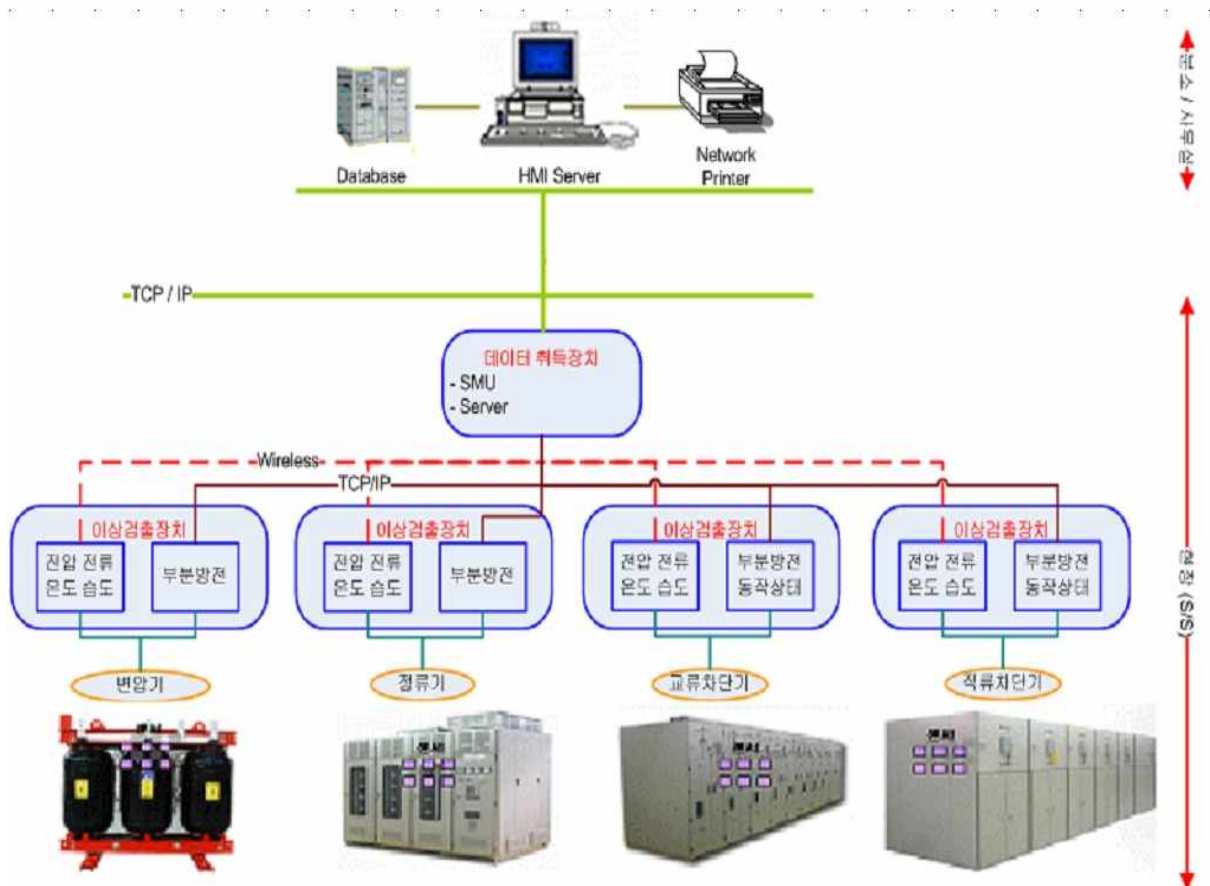 Database
HMI Server
Network
Printer
분소 / 사무실
TCP / IP
데이터 취득장치
- SMU
- Server
Wireless
TCP/IP
이상검출장치
전압 전류
온도 습도
부분방전
이상검출장치
전압 전류
온도 습도
부분방전
이상검출장치
전압 전류
온도 습도
부분방전
동작상태
이상검출장치
전압 전류
온도 습도
부분방전
동작상태
현장 (S/S)
변압기
정류기
교류차단기
직류차단기